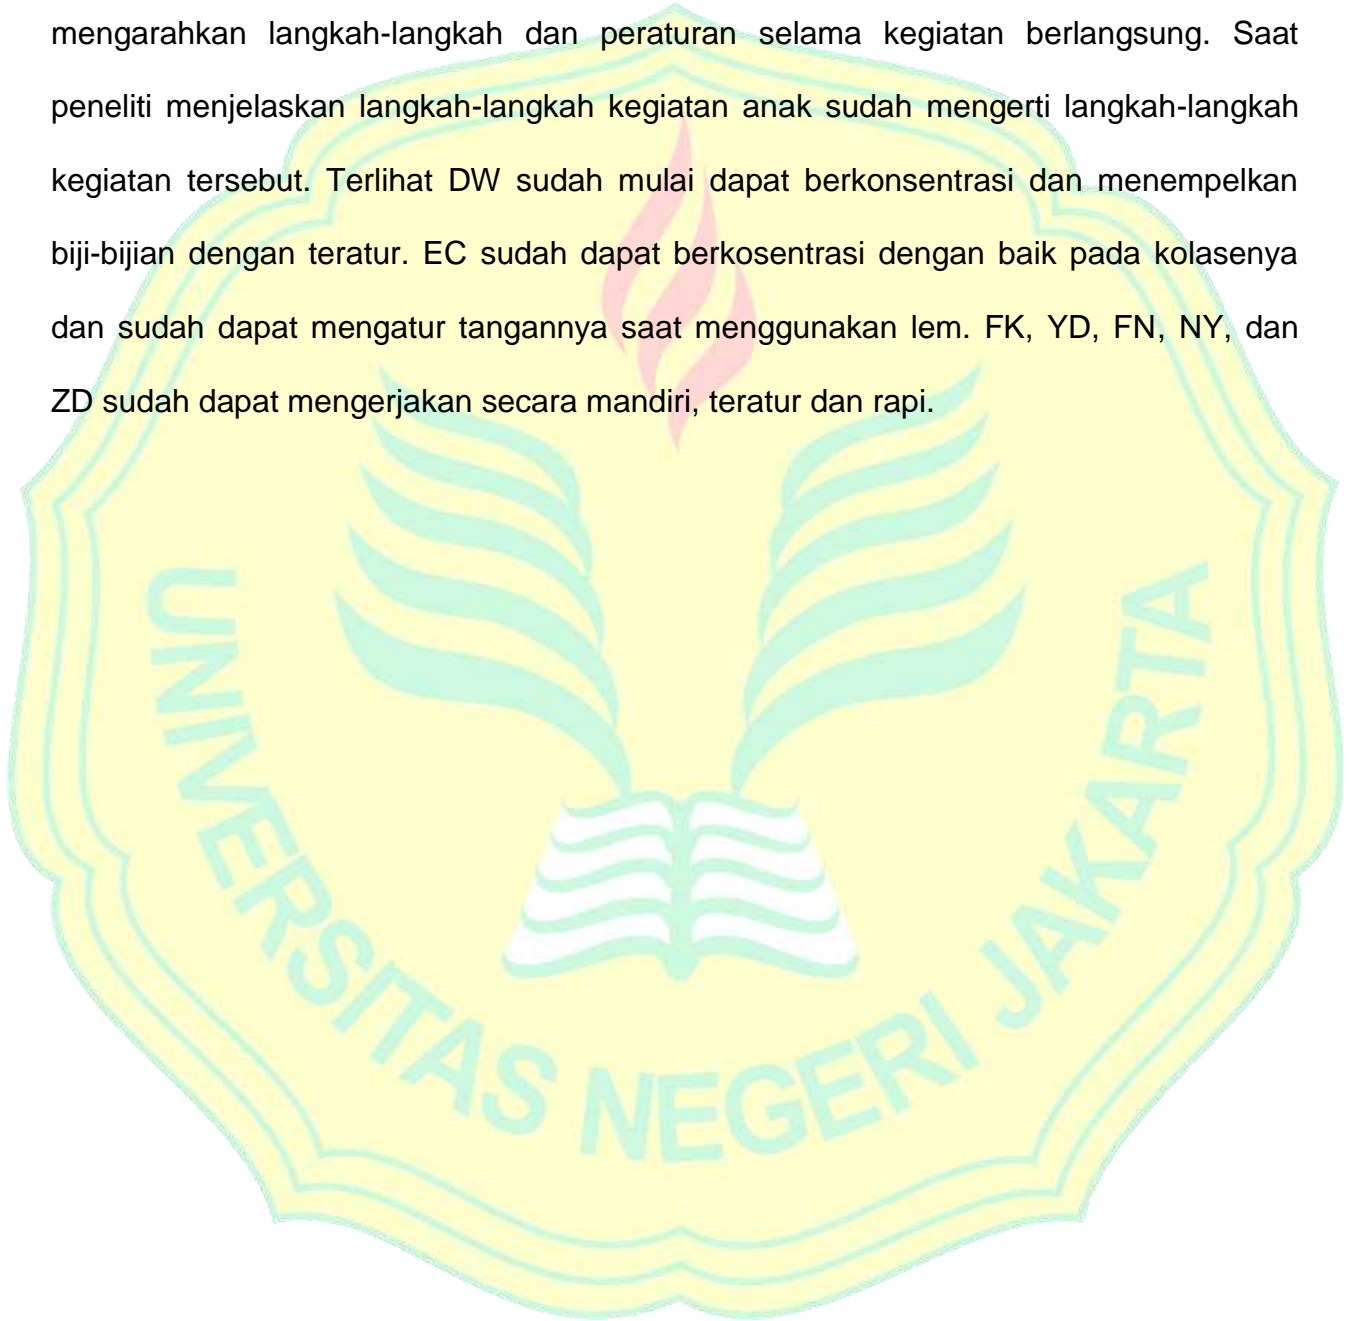 mengarahkan langkah-langkah dan peraturan selama kegiatan berlangsung. Saat
peneliti menjelaskan langkah-langkah kegiatan anak sudah mengerti langkah-langkah
kegiatan tersebut. Terlihat DW sudah mulai dapat berkonsentrasi dan menempelkan
biji-bijian dengan teratur. EC sudah dapat berkosentrasi dengan baik pada kolasenya
dan sudah dapat mengatur tangannya saat menggunakan lem. FK, YD, FN, NY, dan
ZD sudah dapat mengerjakan secara mandiri, teratur dan rapi.
UNIVERSITAS NEGERI JAKARTA